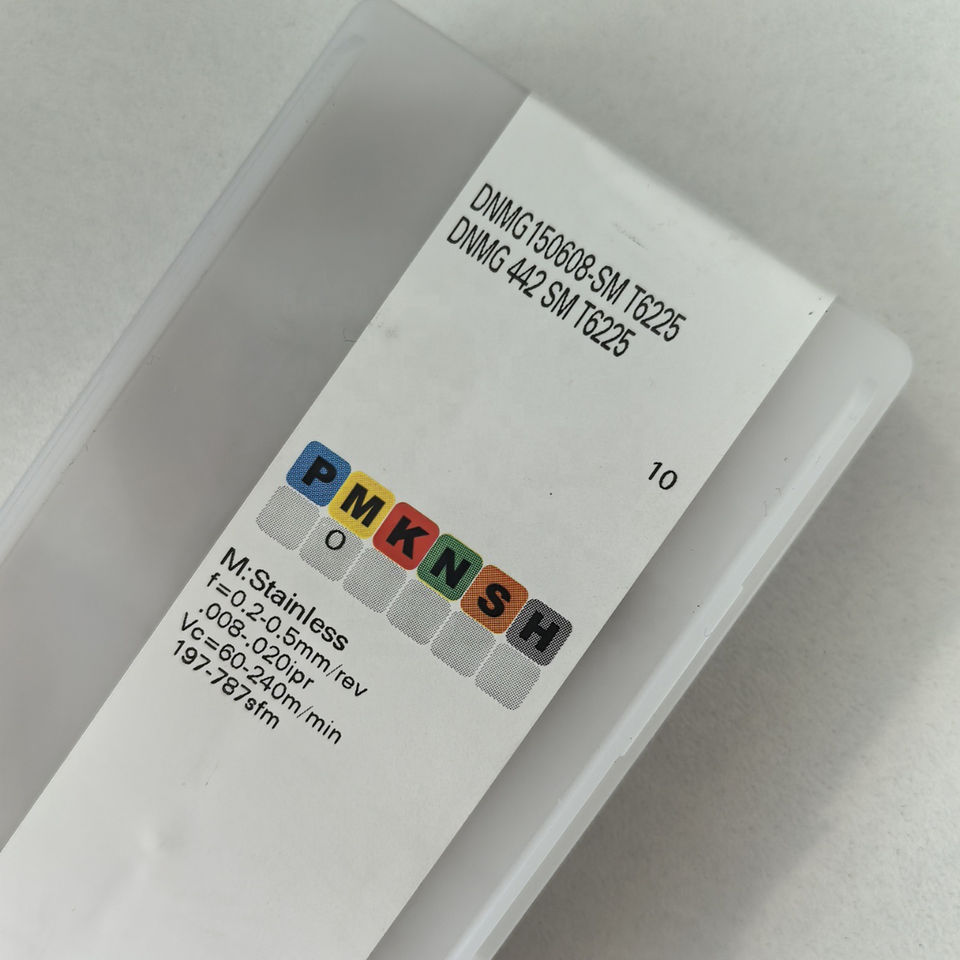 DNMG150608-SM T6225
DNMG 442 SM T6225
10
P M K N S H
O
M:Stainless
f=0.2-0.5mm/rev
.008-.020ipr
Vc=60-240m/min
197-787sfm